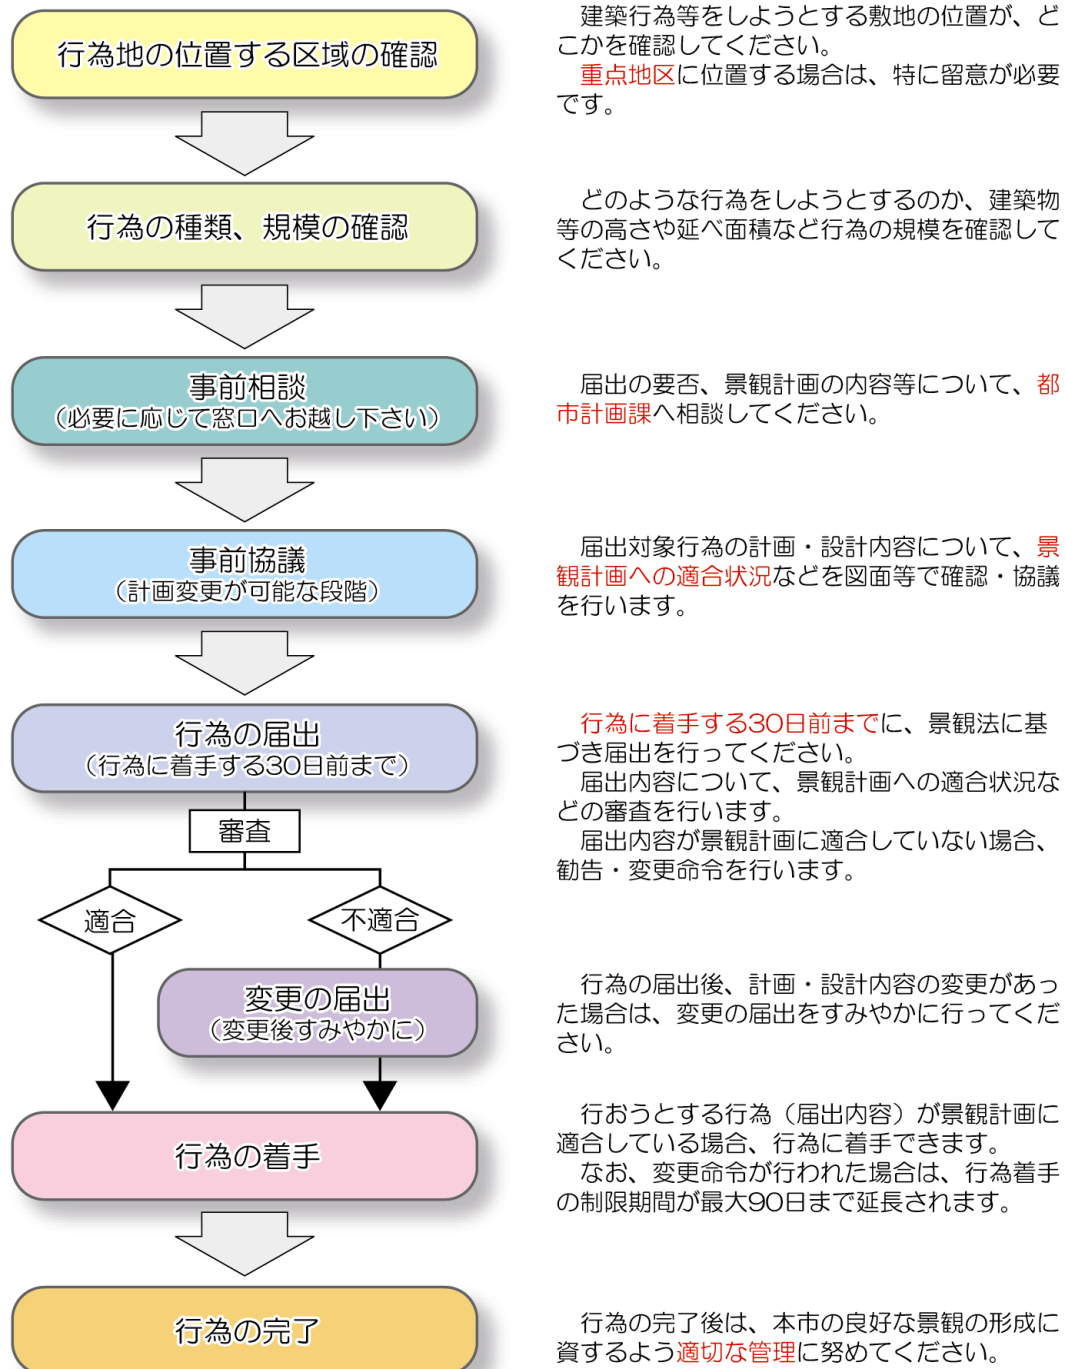 行為地の位置する区域の確認
建築行為等をしようとする敷地の位置が、ど
こかを確認してください。
重点地区に位置する場合は、特に留意が必要
です。
行為の種類、規模の確認
どのような行為をしようとするのか、建築物
等の高さや延べ面積など行為の規模を確認して
ください。
事前相談
（必要に応じて窓口へお越し下さい）
届出の要否、景観計画の内容等について、都
市計画課へ相談してください。
事前協議
（計画変更が可能な段階）
届出対象行為の計画・設計内容について、景
観計画への適合状況などを図面等で確認・協議
を行います。
行為の届出
（行為に着手する30日前まで）
行為に着手する30日前までに、景観法に基
づき届出を行ってください。
届出内容について、景観計画への適合状況な
どの審査を行います。
届出内容が景観計画に適合していない場合、
勧告・変更命令を行います。
審査
適合
不適合
変更の届出
（変更後すみやかに）
行為の届出後、計画・設計内容の変更があっ
た場合は、変更の届出をすみやかに行ってくだ
さい。
行為の着手
行おうとする行為（届出内容）が景観計画に
適合している場合、行為に着手できます。
なお、変更命令が行われた場合は、行為着手
の制限期間が最大90日まで延長されます。
行為の完了
行為の完了後は、本市の良好な景観の形成に
資するよう適切な管理に努めてください。